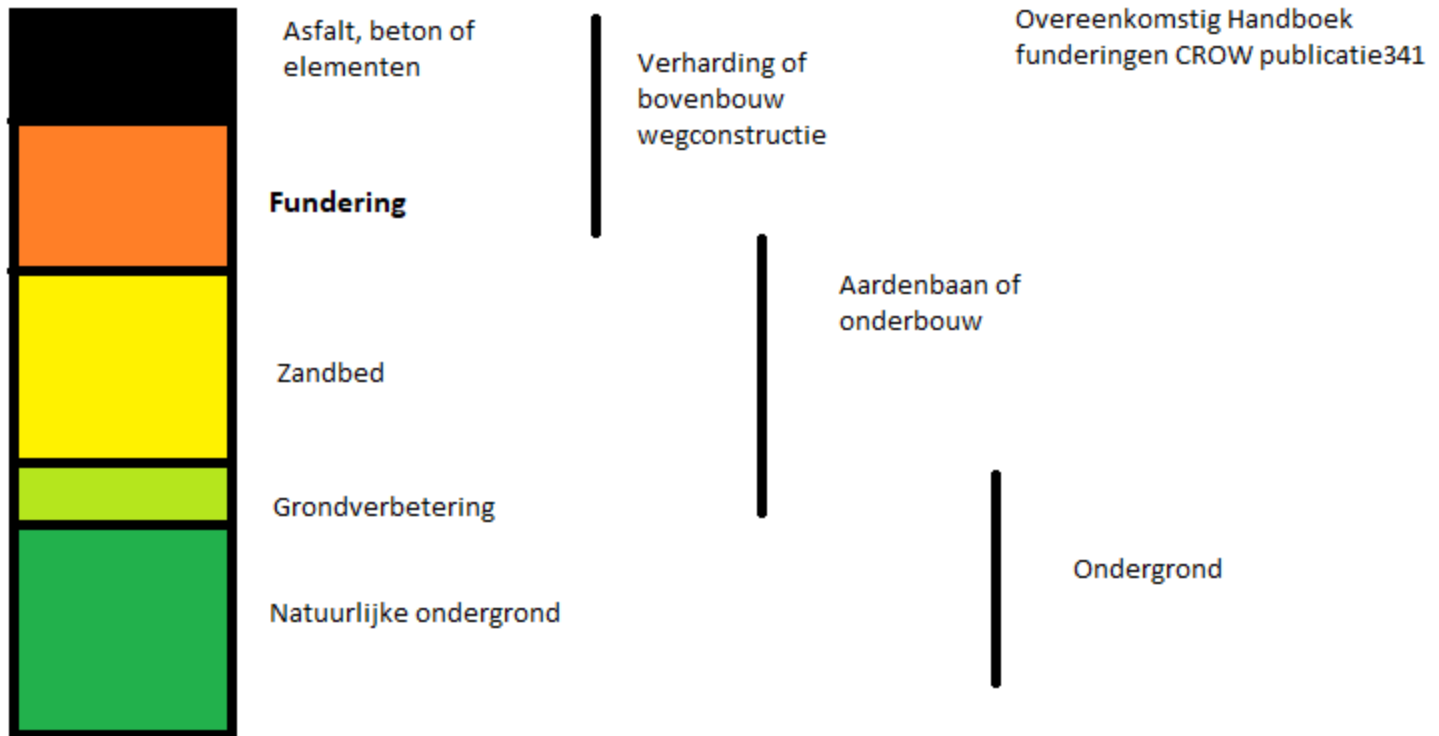 Asfalt, beton of
elementen
Verharding of
bovenbouw
wegconstructie
Overeenkomstig Handboek
funderingen CROW publicatie341
Fundering
Aardenbaan of
onderbouw
Zandbed
Grondverbetering
Ondergrond
Natuurlijke ondergrond